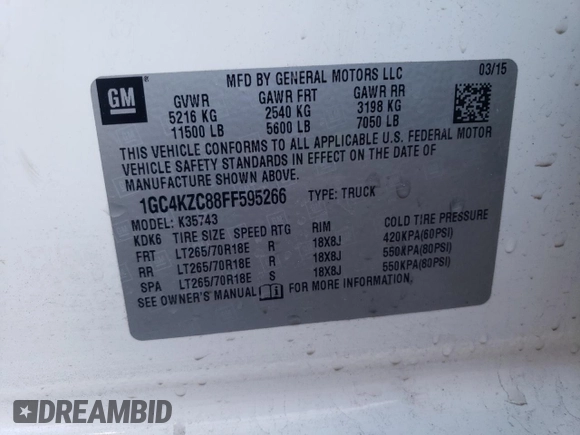 GM
MFD BY GENERAL MOTORS LLC 03/15
GVWR GAWR FRT GAWR RR
5216 KG 2540 KG 3198 KG
11500 LB 5600 LB 7050 LB
THIS VEHICLE CONFORMS TO ALL APPLICABLE U.S. FEDERAL MOTOR
VEHICLE SAFETY STANDARDS IN EFFECT ON THE DATE OF
MANUFACTURE SHOWN ABOVE.
1GC4KZC88FF595266 TYPE: TRUCK
MODEL: K35743
KDK6 TIRE SIZE SPEED RTG RIM COLD TIRE PRESSURE
FRT LT265/70R18E R 18X8J 420KPA(60PSI)
RR LT265/70R18E R 18X8J 550KPA(80PSI)
SPA LT265/70R18E S 18X8J 550KPA(80PSI)
SEE OWNER'S MANUAL FOR MORE INFORMATION.
DREAMBID